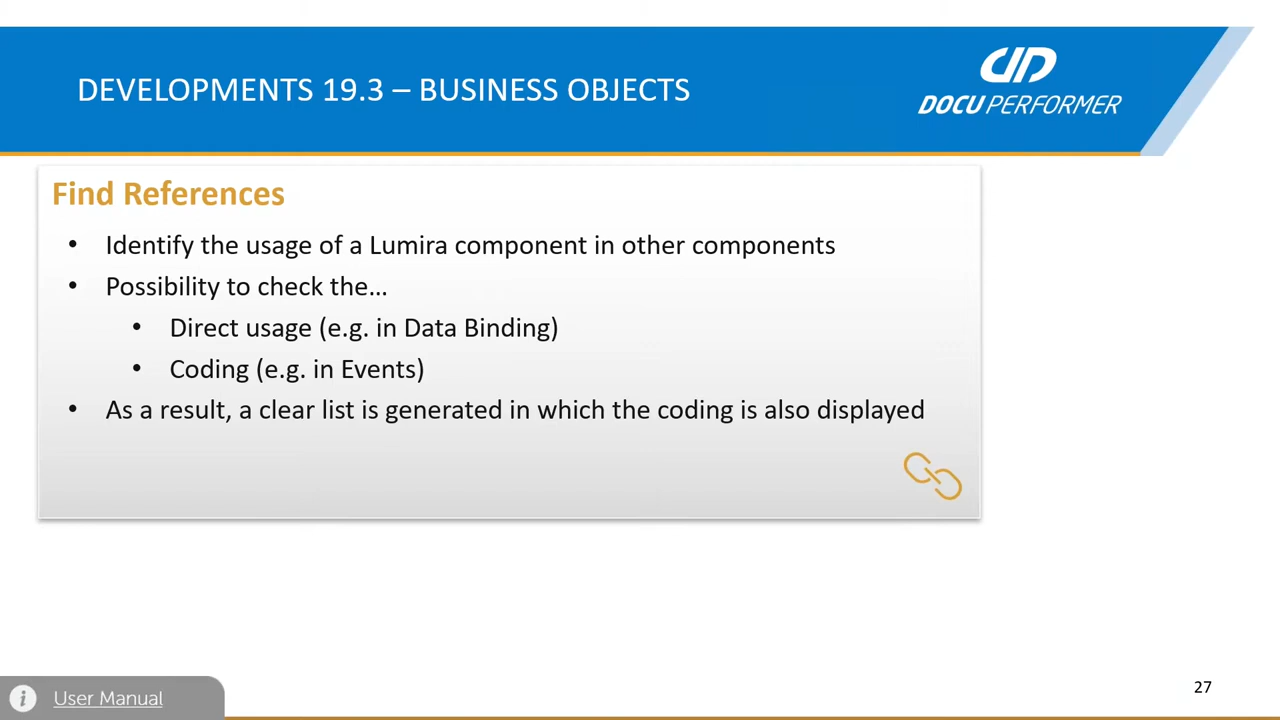 DEVELOPMENTS 19.3 – BUSINESS OBJECTS
DOCU PERFORMER
Find References
• Identify the usage of a Lumira component in other components
• Possibility to check the…
• Direct usage (e.g. in Data Binding)
• Coding (e.g. in Events)
• As a result, a clear list is generated in which the coding is also displayed
User Manual
27